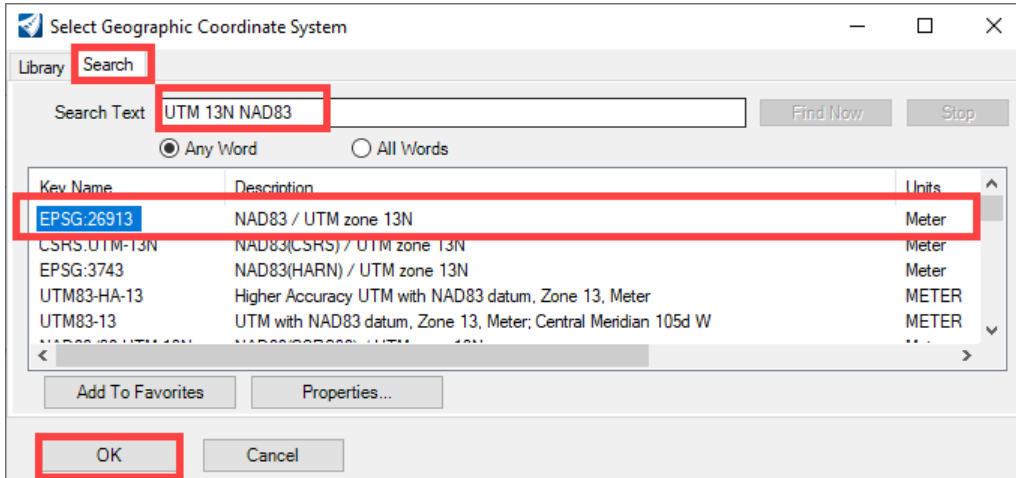 Select Geographic Coordinate System
Library Search
Search Text UTM 13N NAD83 Find Now Stop
Any Word All Words
Key Name Description Units
EPSG:26913 NAD83 / UTM zone 13N Meter
CSRS.UTM-13N NAD83(CSRS) / UTM zone 13N Meter
EPSG:3743 NAD83(HARN) / UTM zone 13N Meter
UTM83-HA-13 Higher Accuracy UTM with NAD83 datum, Zone 13, Meter METER
UTM83-13 UTM with NAD83 datum, Zone 13, Meter; Central Meridian 105d W METER
Add To Favorites Properties...
OK Cancel